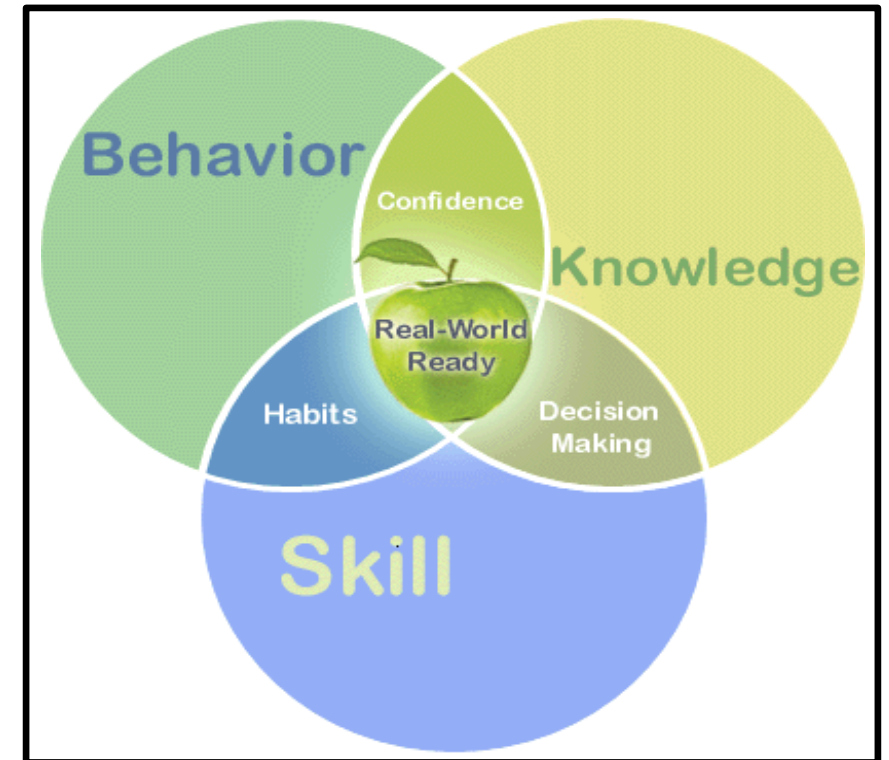 Behavior
Confidence
Knowledge
Real-World
Ready
Habits
Decision
Making
Skill